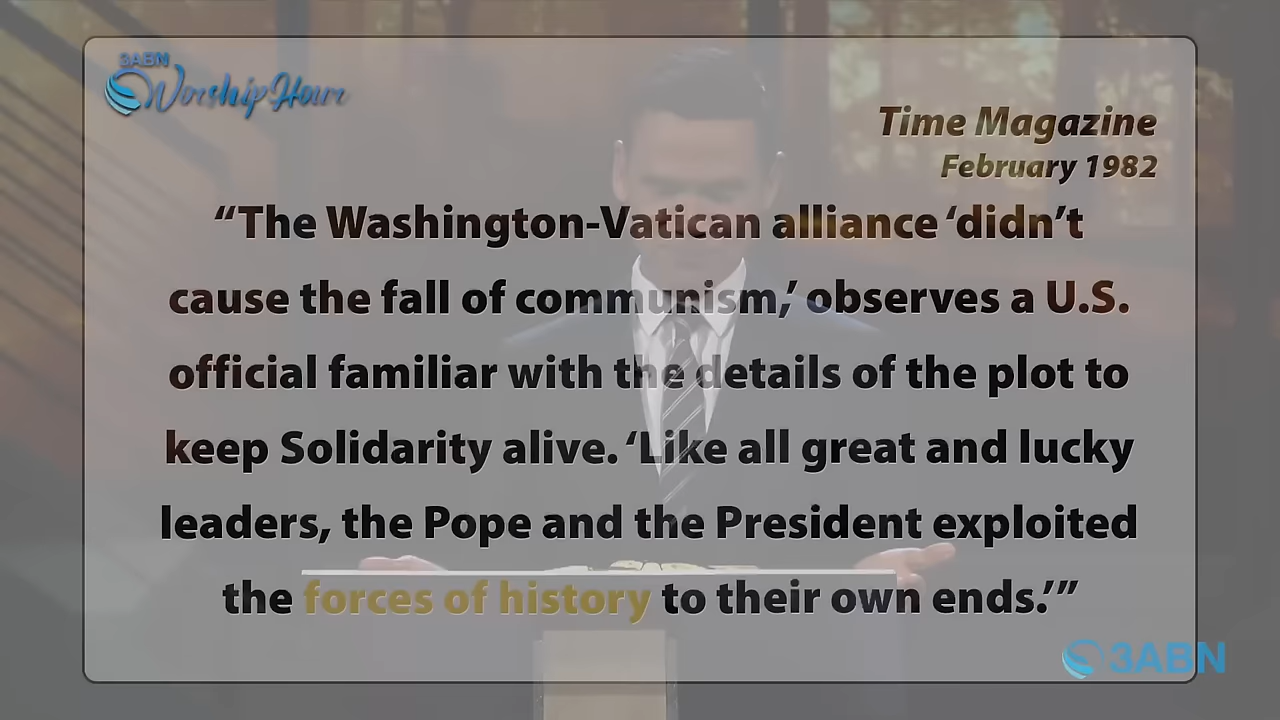 3ABN
Worship Hour
Time Magazine
February 1982
“The Washington-Vatican alliance ‘didn’t
cause the fall of communism,’ observes a U.S.
official familiar with the details of the plot to
keep Solidarity alive. ‘Like all great and lucky
leaders, the Pope and the President exploited
the forces of history to their own ends.’”
3ABN